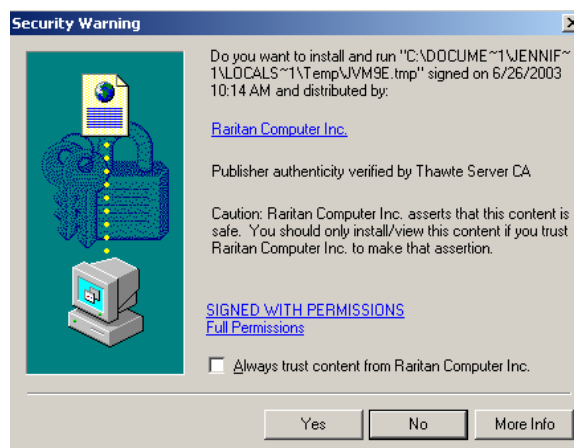 Security Warning
Do you want to install and run "C:\DOCUME~1\JENNIF~
1\LOCALS~1\Temp\JVM9E.tmp" signed on 6/26/2003
10:14 AM and distributed by:
Raritan Computer Inc.
Publisher authenticity verified by Thawte Server CA
Caution: Raritan Computer Inc. asserts that this content is
safe. You should only install/view this content if you trust
Raritan Computer Inc. to make that assertion.
SIGNED WITH PERMISSIONS
Full Permissions
Always trust content from Raritan Computer Inc.
Yes
No
More Info